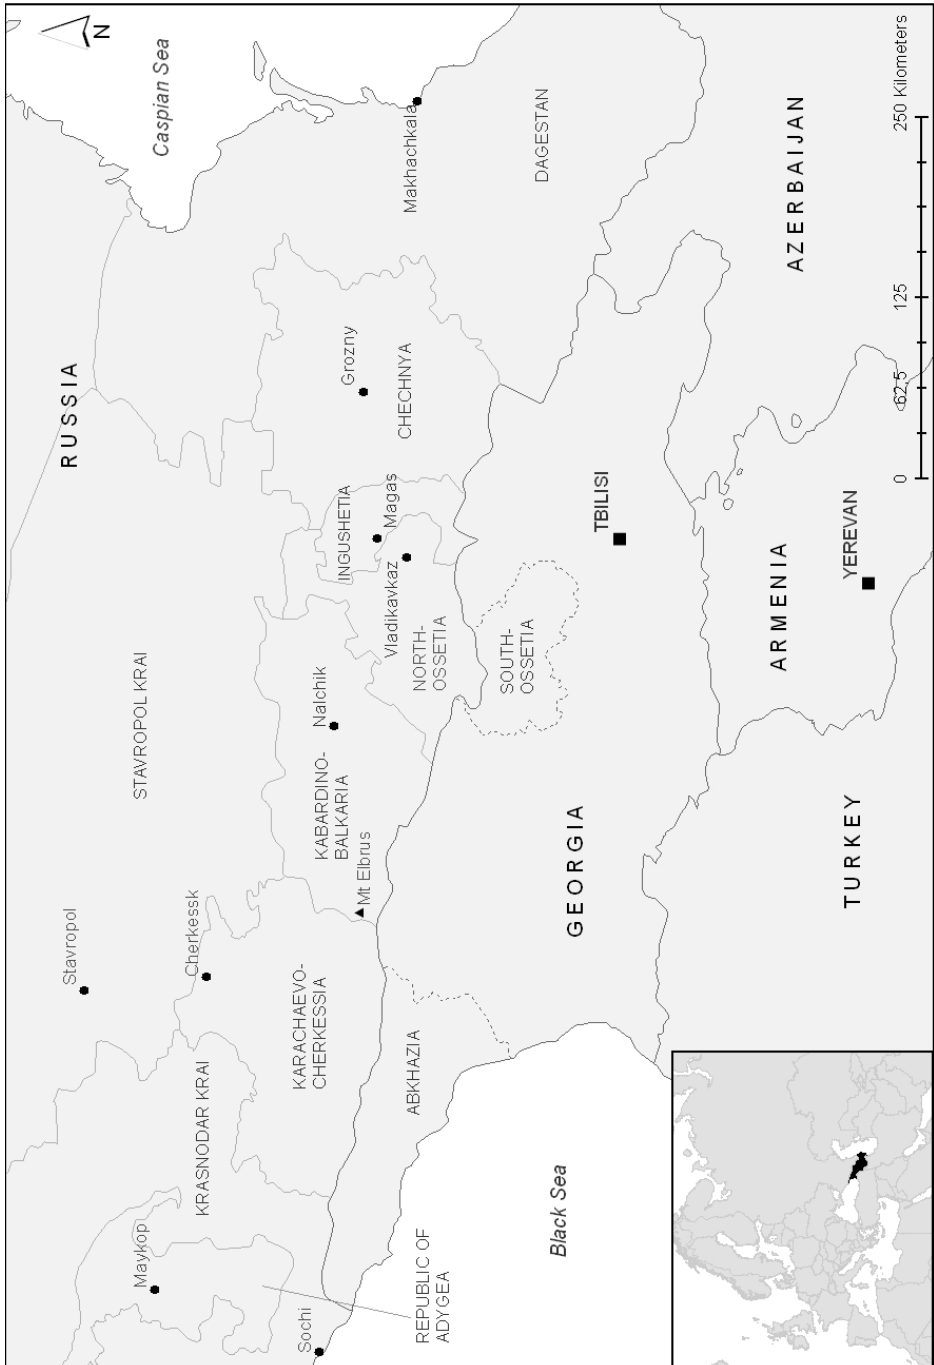 N
Caspian Sea
RUSSIA
Stavropol
STAVROPOL KRAI
Maykop
Cherkessk
KRASNODAR KRAI
Makhachkala
Grozny
CHECHNYA
INGUSHETIA
Magas
Vladikavkaz
NORTH-
OSSETIA
Nalchik
KABARDINO-
BALKARIA
Mt Elbrus
KARACHAEVO-
CHERKESSIA
Sochi
REPUBLIC OF
ADYGEA
ABKHAZIA
DAGESTAN
SOUTH-
OSSETIA
TBILISI
GEORGIA
Black Sea
AZERBAIJAN
ARMENIA
YEREVAN
TURKEY
0
62,5
125
250 Kilometers